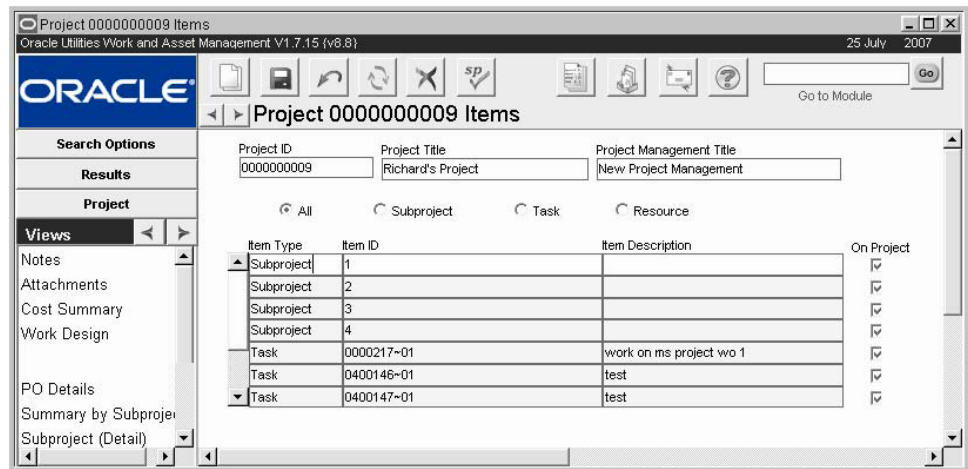 Project 0000000009 Items
Oracle Utilities Work and Asset Management V1.7.15 {v8.8}
25 July 2007
ORACLE
sp
Go
Go to Module
Project 0000000009 Items
Search Options
Results
Project
Views
Notes
Attachments
Cost Summary
Work Design
PO Details
Summary by Subproje
Subproject (Detail)
Project ID Project Title Project Management Title
0000000009 Richard's Project New Project Management
All Subproject Task Resource
Item Type Item ID Item Description On Project
Subproject 1
Subproject 2
Subproject 3
Subproject 4
Task 0000217~01 work on ms project wo 1
Task 0400146~01 test
Task 0400147~01 test